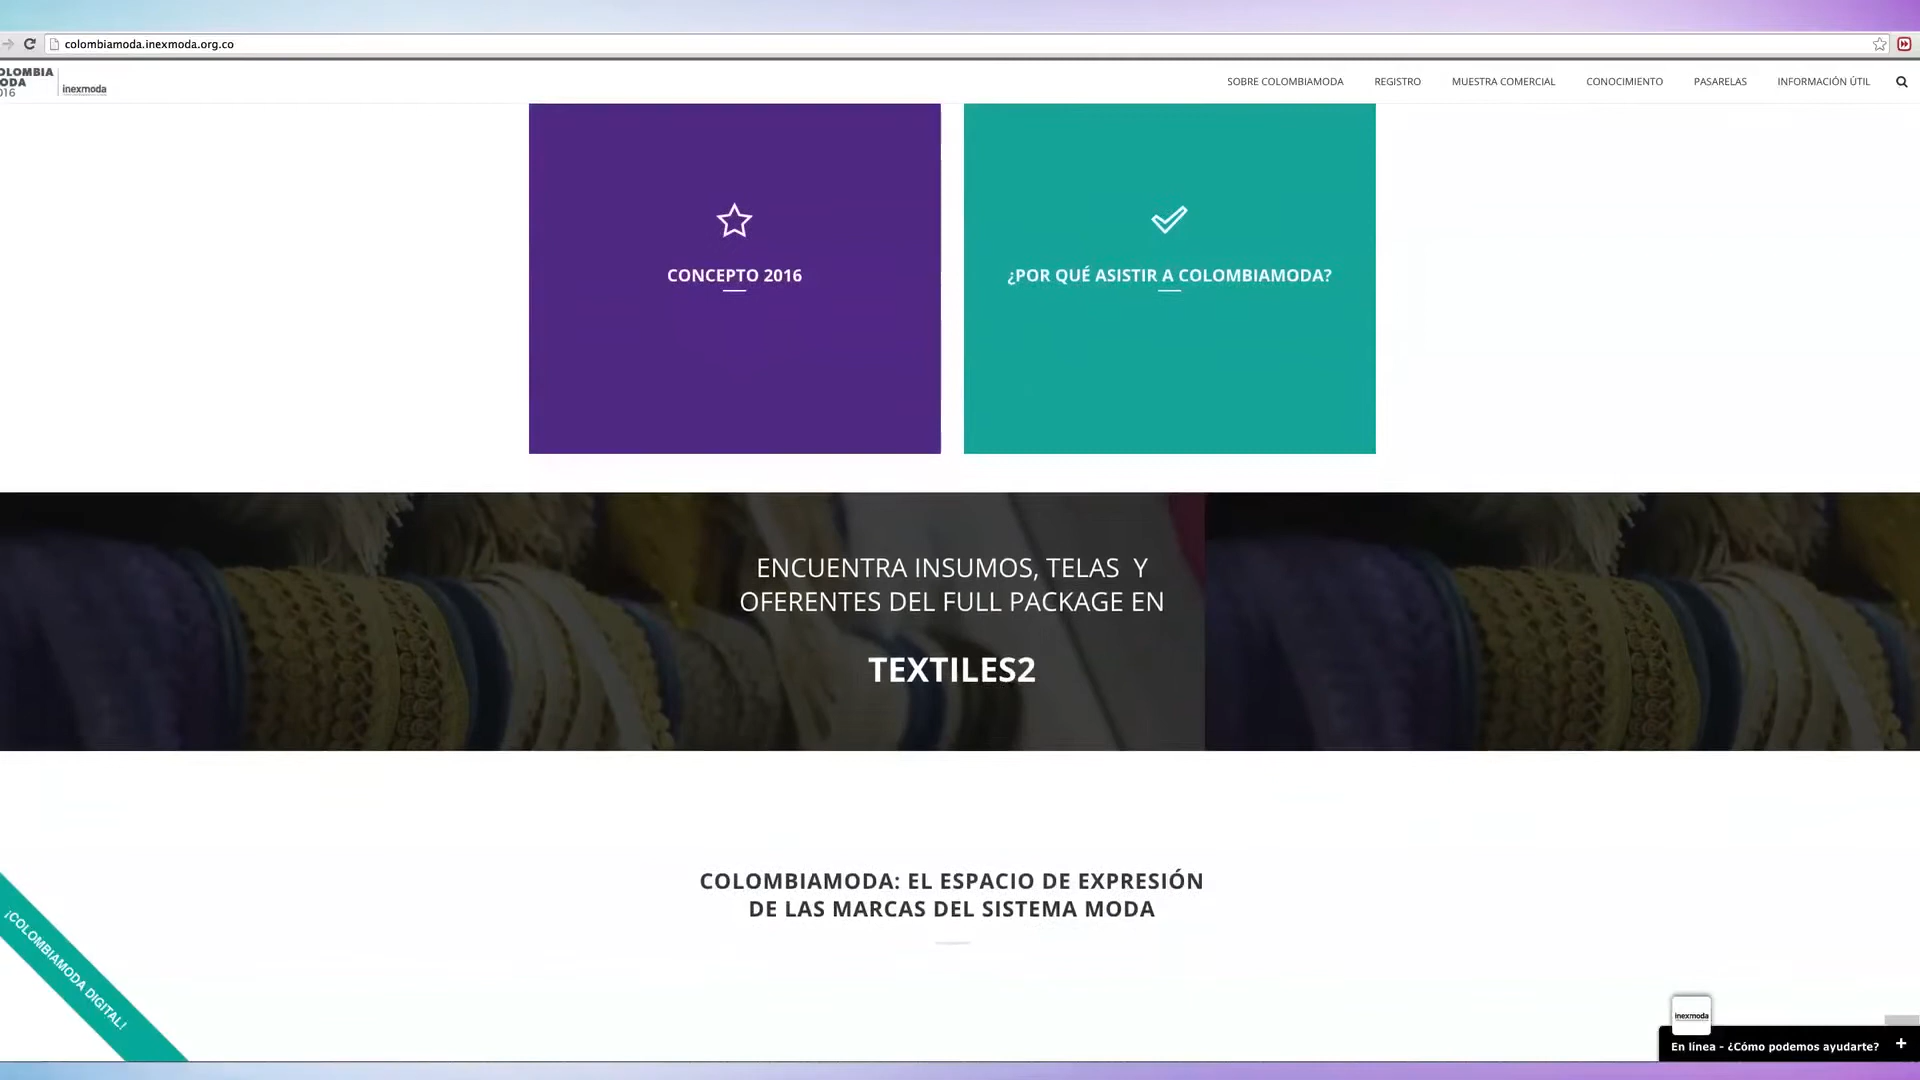 colombiamoda.inexmoda.org.co
OLOMBIA
ODA
016
inexmoda
SOBRE COLOMBIAMODA
REGISTRO
MUESTRA COMERCIAL
CONOCIMIENTO
PASARELAS
INFORMACIÓN ÚTIL
CONCEPTO 2016
¿POR QUÉ ASISTIR A COLOMBIAMODA?
ENCUENTRA INSUMOS, TELAS Y
OFERENTES DEL FULL PACKAGE EN
TEXTILES2
COLOMBIAMODA: EL ESPACIO DE EXPRESIÓN
DE LAS MARCAS DEL SISTEMA MODA
¡COLOMBIAMODA DIGITAL!
inexmoda
En línea - ¿Cómo podemos ayudarte? +